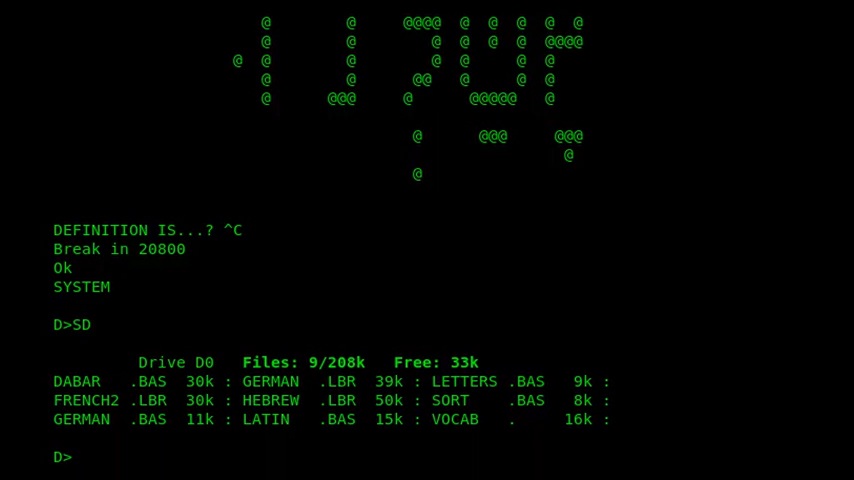 DEFINITION IS...? ^C
Break in 20800
Ok
SYSTEM
D>SD
Drive D0 Files: 9/208k Free: 33k
DABAR .BAS 30k : GERMAN .LBR 39k : LETTERS .BAS 9k :
FRENCH2 .LBR 30k : HEBREW .LBR 50k : SORT .BAS 8k :
GERMAN .BAS 11k : LATIN .BAS 15k : VOCAB . 16k :
D>